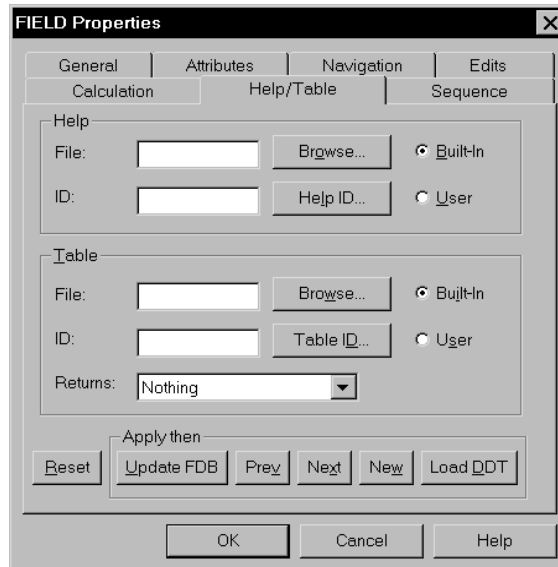 FIELD Properties
General Attributes Navigation Edits
Calculation Help/Table Sequence
Help
File: Browse... Built-In
ID: Help ID... User
Table
File: Browse... Built-In
ID: Table ID... User
Returns: Nothing
Apply then
Reset Update FDB Prev Next New Load DDT
OK Cancel Help